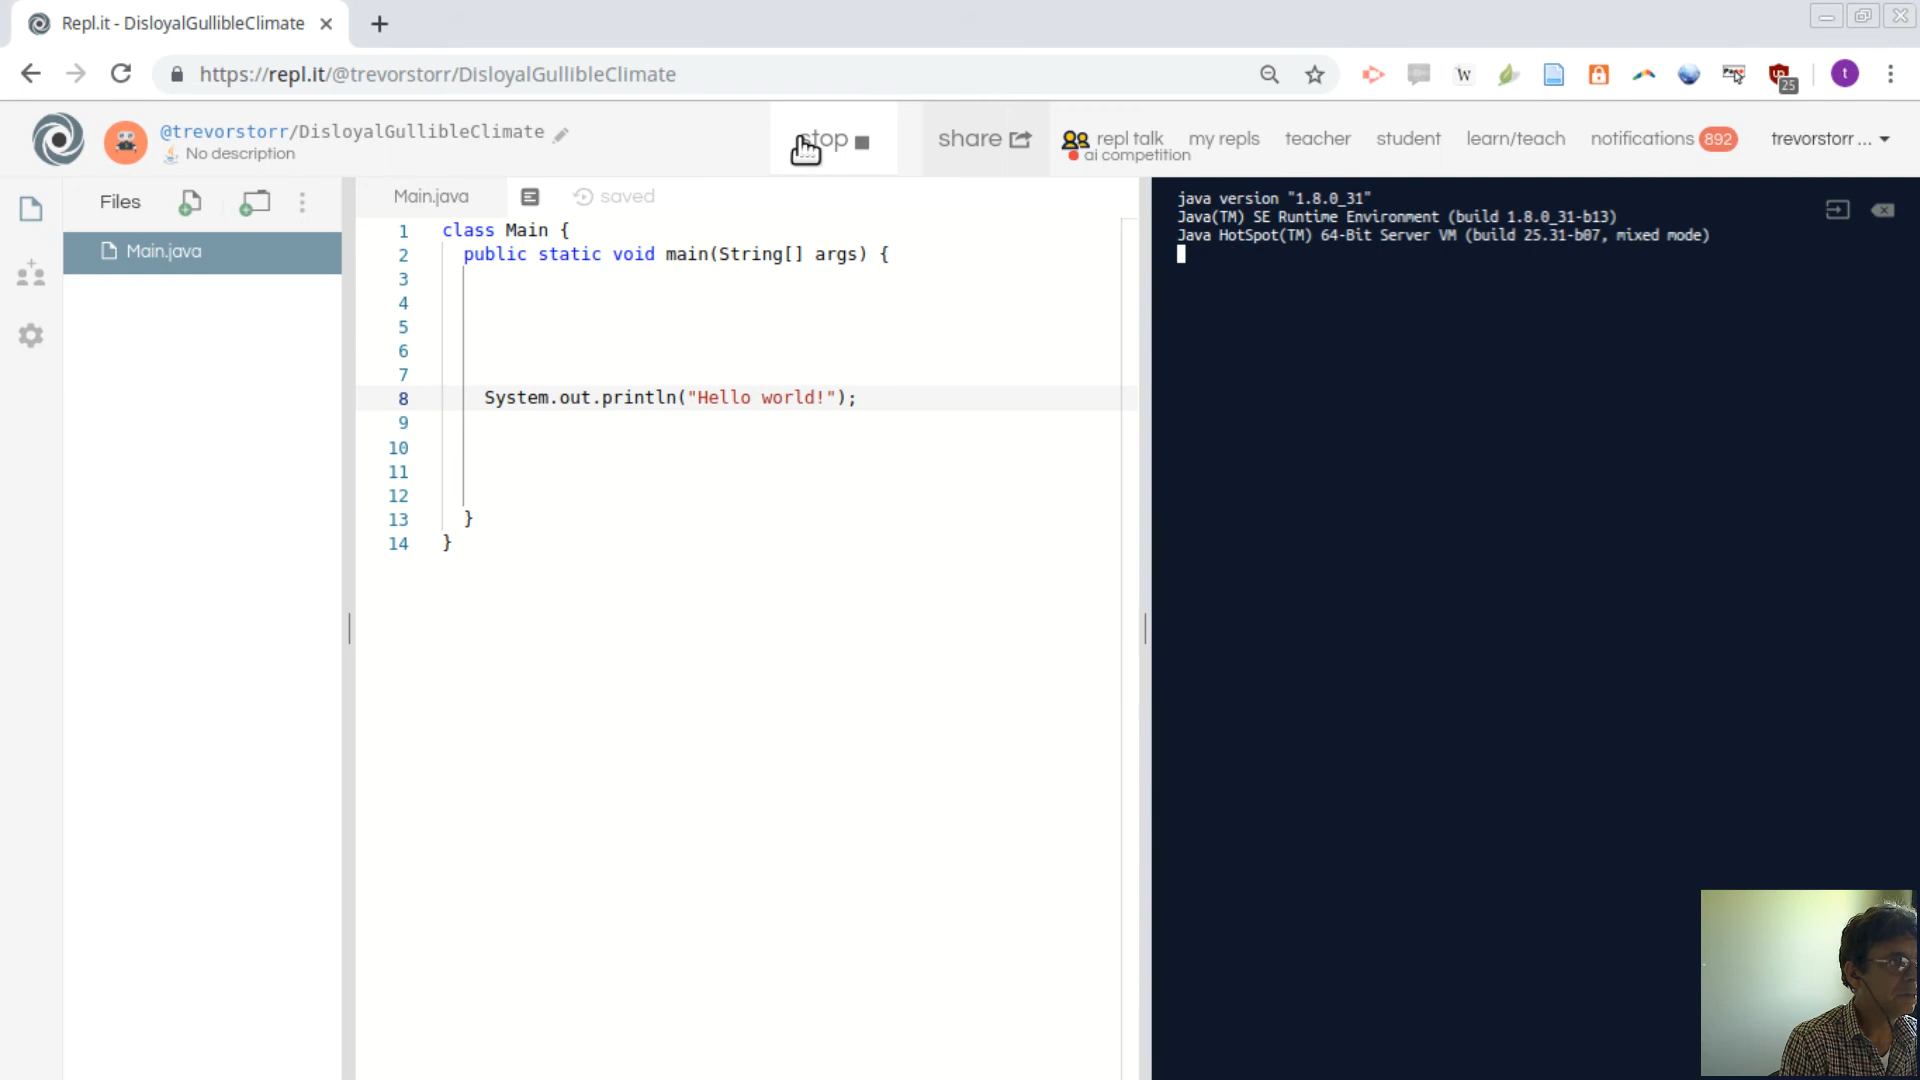 Repl.it - DisloyalGullibleClimate
https://repl.it/@trevorstorr/DisloyalGullibleClimate
W
25
t
@trevorstorr/DisloyalGullibleClimate
No description
stop
share
repl talk
ai competition
my repls
teacher
student
learn/teach
notifications 892
trevorstorr ...
Files
Main.java
Main.java
saved
1 class Main {
2 public static void main(String[] args) {
3
4
5
6
7
8 System.out.println("Hello world!");
9
10
11
12
13 }
14 }
java version "1.8.0_31"
Java(TM) SE Runtime Environment (build 1.8.0_31-b13)
Java HotSpot(TM) 64-Bit Server VM (build 25.31-b07, mixed mode)